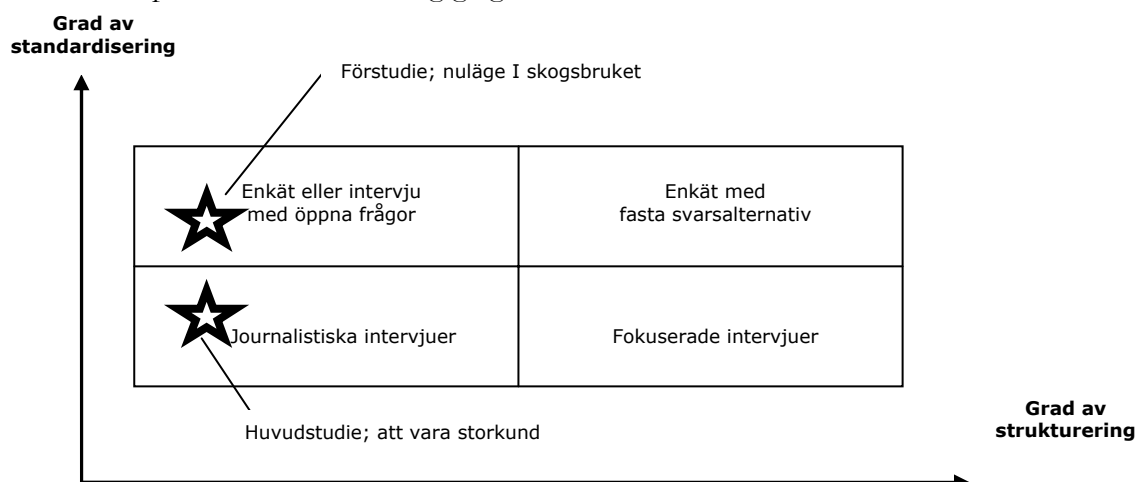 Grad av
standardisering
Förstudie; nuläge I skogsbruket
Enkät eller intervju
med öppna frågor
Enkät med
fasta svarsalternativ
Journalistiska intervjuer
Fokuserade intervjuer
Huvudstudie; att vara storkund
Grad av
strukturering